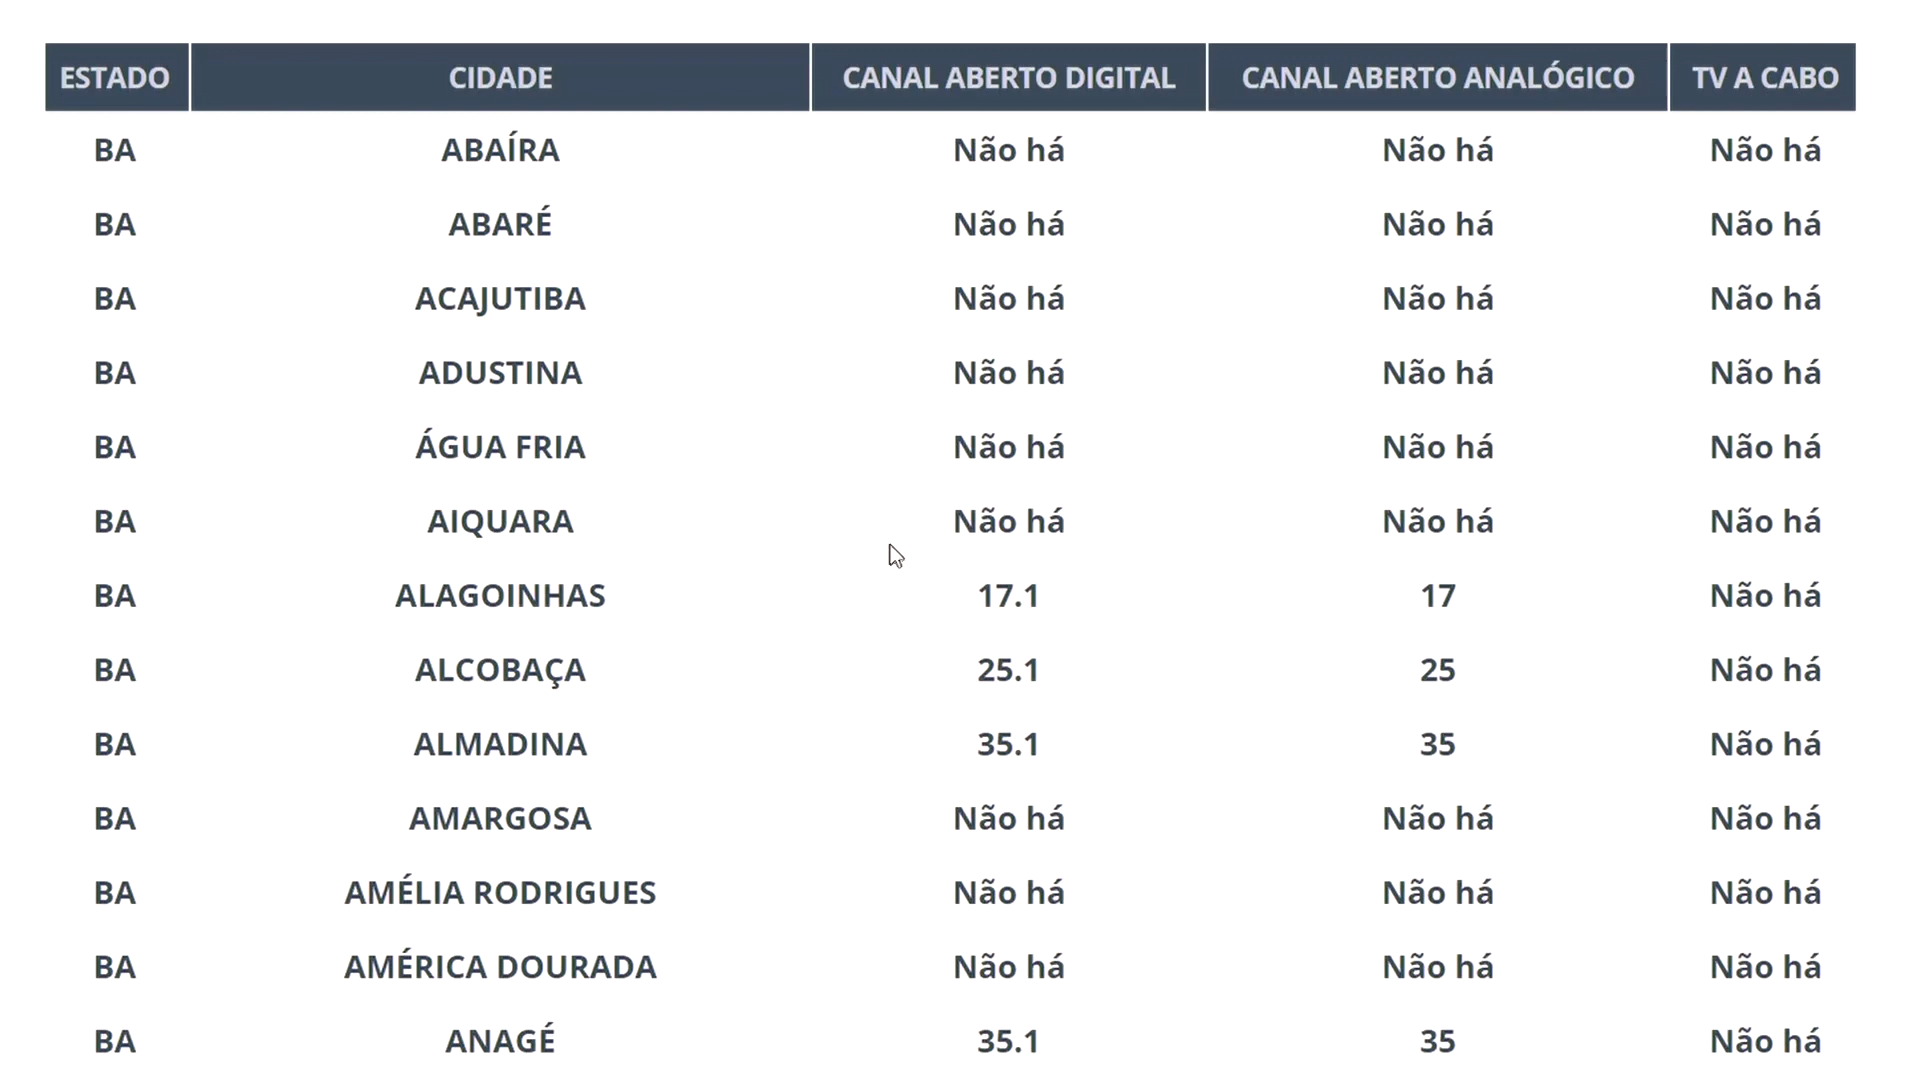 ESTADO CIDADE CANAL ABERTO DIGITAL CANAL ABERTO ANALÓGICO TV A CABO
BA ABAÍRA Não há Não há Não há
BA ABARÉ Não há Não há Não há
BA ACAJUTIBA Não há Não há Não há
BA ADUSTINA Não há Não há Não há
BA ÁGUA FRIA Não há Não há Não há
BA AIQUARA Não há Não há Não há
BA ALAGOINHAS 17.1 17 Não há
BA ALCOBAÇA 25.1 25 Não há
BA ALMADINA 35.1 35 Não há
BA AMARGOSA Não há Não há Não há
BA AMÉLIA RODRIGUES Não há Não há Não há
BA AMÉRICA DOURADA Não há Não há Não há
BA ANAGÉ 35.1 35 Não há